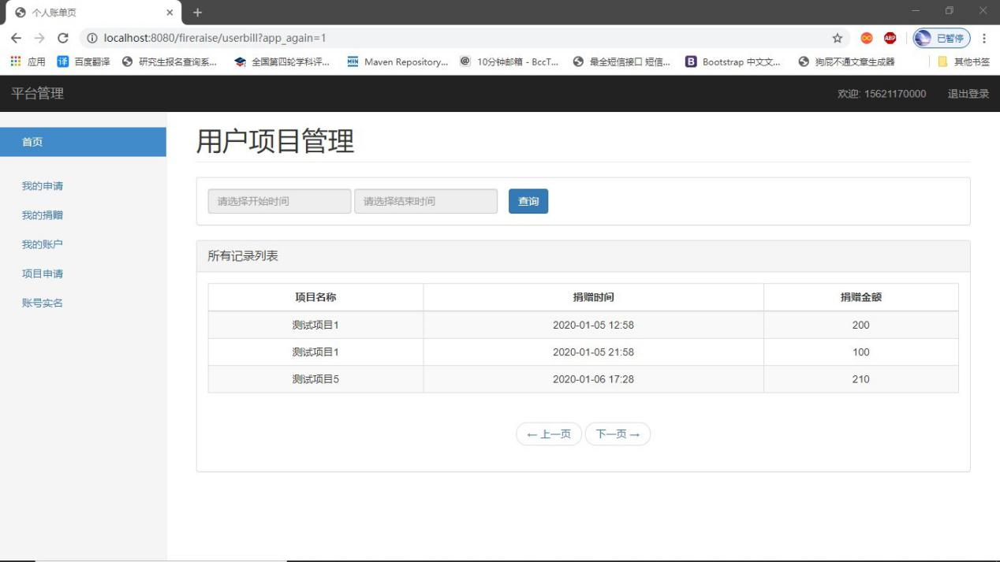 个人账单页
localhost:8080/fireraise/userbill?app_again=1
ABP
已暂停
应用
译 百度翻译
研究生报名查询系...
全国第四轮学科评...
MVN Maven Repository...
@ 10分钟邮箱 - BccT...
最全短信接口 短信...
B Bootstrap 中文文...
狗屁不通文章生成器
其他书签
平台管理
欢迎: 15621170000 退出登录
首页
我的申请
我的捐赠
我的账户
项目申请
账号实名
用户项目管理
请选择开始时间 请选择结束时间 查询
所有记录列表
项目名称 捐赠时间 捐赠金额
测试项目1 2020-01-05 12:58 200
测试项目1 2020-01-05 21:58 100
测试项目5 2020-01-06 17:28 210
← 上一页 下一页 →